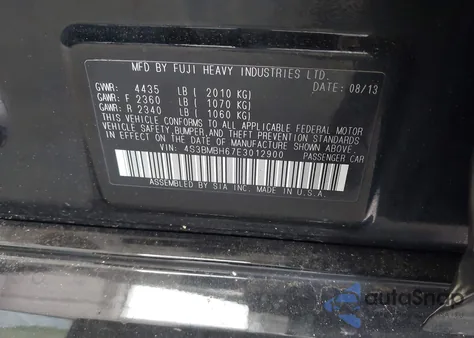 MFD BY FUJI HEAVY INDUSTRIES LTD.
DATE: 08/13
GVWR: 4435 LB ( 2010 KG)
GAWR: F 2360 LB ( 1070 KG)
GAWR: R 2340 LB ( 1060 KG)
THIS VEHICLE CONFORMS TO ALL APPLICABLE FEDERAL MOTOR
VEHICLE SAFETY, BUMPER, AND THEFT PREVENTION STANDARDS
IN EFFECT ON THE DATE OF MANUFACTURE SHOWN ABOVE.
VIN: 4S3BMBH67E3012900 PASSENGER CAR
ASSEMBLED BY SIA INC. MADE IN U.S.A.
autoSnap